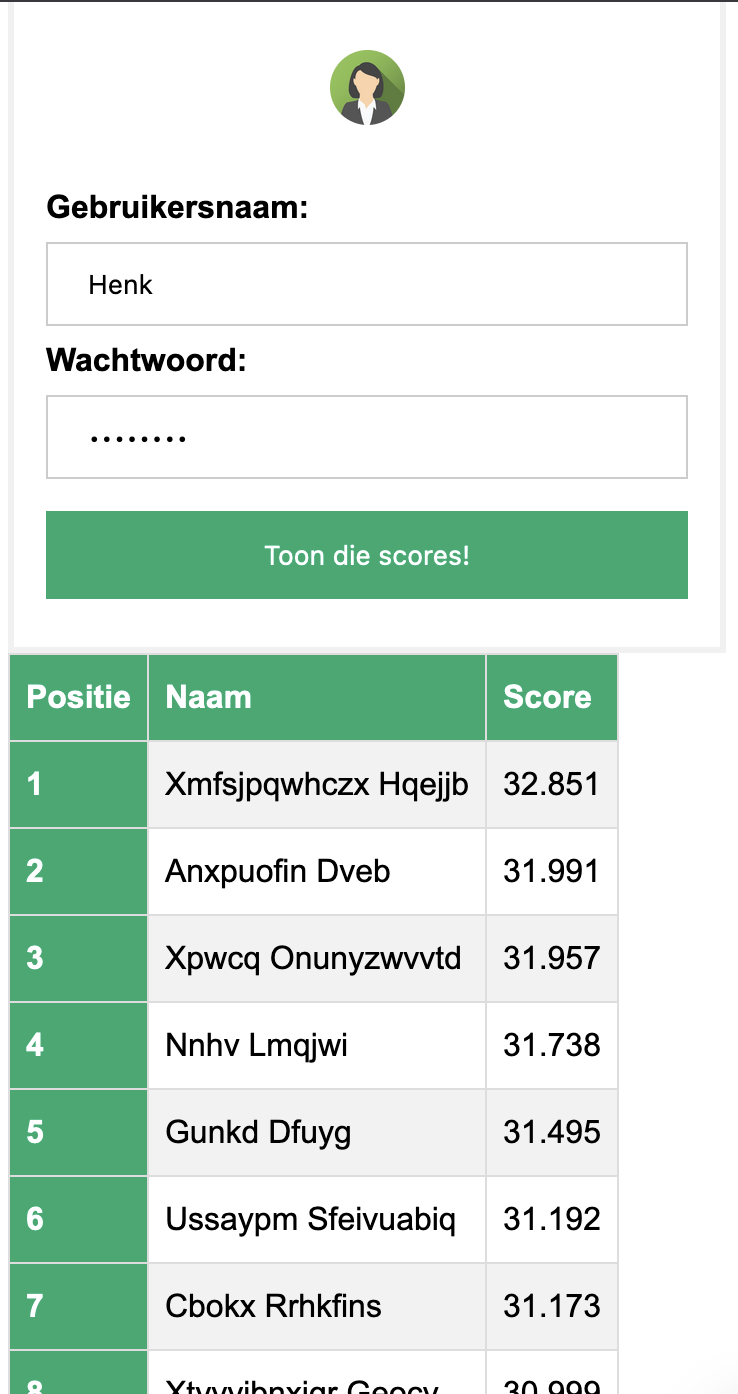 Gebruikersnaam:
Henk
Wachtwoord:
........
Toon die scores!
Positie Naam Score
1 Xmfsjpqwhczx Hqejjb 32.851
2 Anxpuofin Dveb 31.991
3 Xpwcq Onunyzwvvtd 31.957
4 Nnhv Lmqjwi 31.738
5 Gunkd Dfuyg 31.495
6 Ussaypm Sfeivuabiq 31.192
7 Cbokx Rrhkfins 31.173
8 30.999